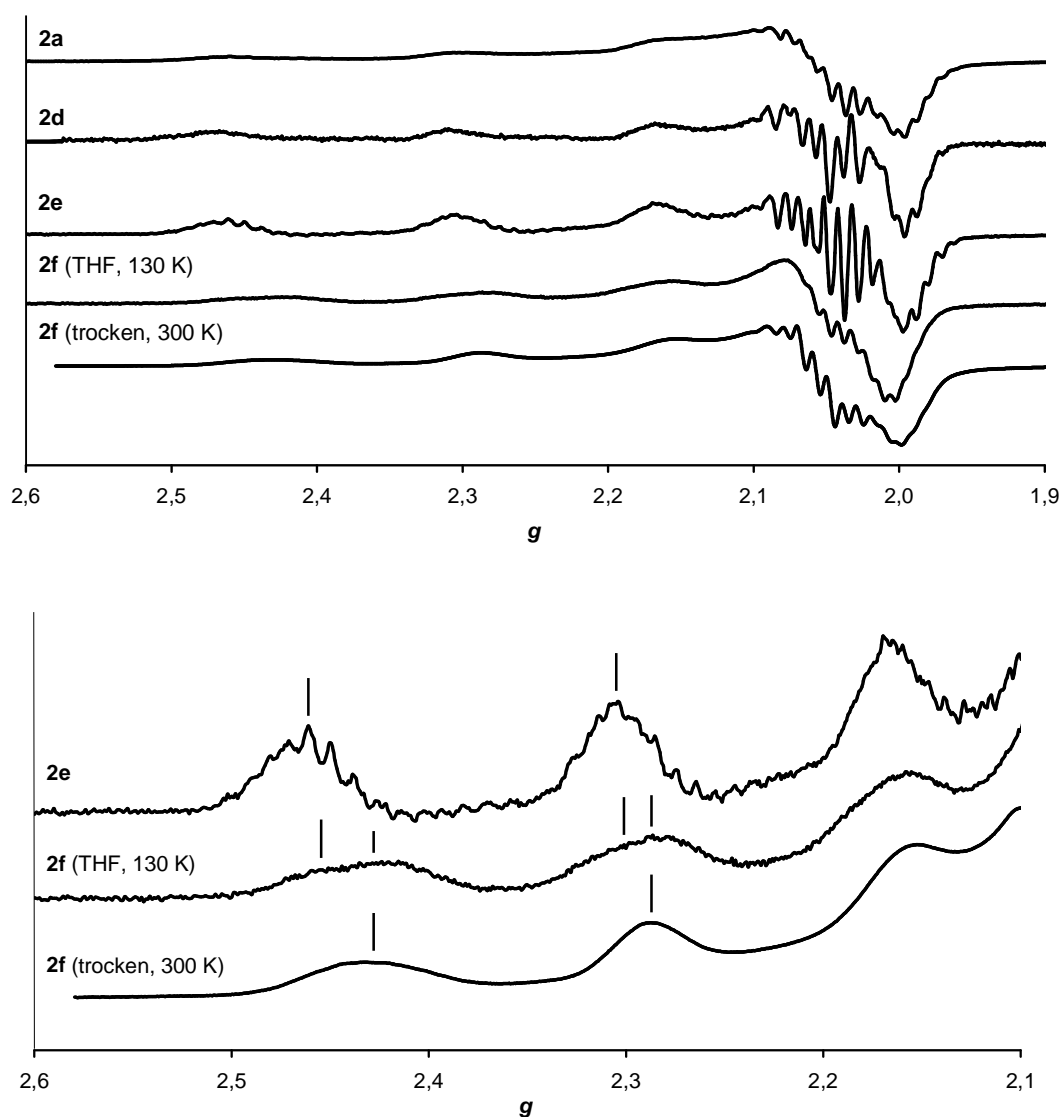 2a
2d
2e
2f (THF, 130 K)
2f (trocken, 300 K)
2,6 2,5 2,4 2,3 2,2 2,1 2,0 1,9
g
2e
2f (THF, 130 K)
2f (trocken, 300 K)
2,6 2,5 2,4 2,3 2,2 2,1
g